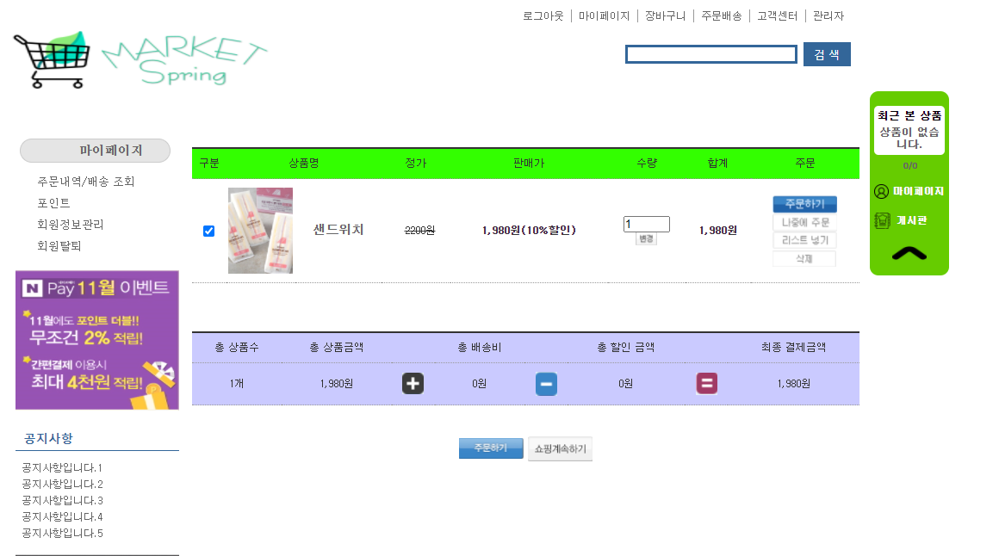 로그아웃 마이페이지 장바구니 주문배송 고객센터 관리자
MARKET
Spring
검 색
최근 본 상품
상품이 없습
니다.
0/0
마이페이지
게시판
마이페이지
주문내역/배송 조회
포인트
회원정보관리
회원탈퇴
구분 상품명 정가 판매가 수량 합계 주문
샌드위치 2200원 1,980원(10%할인) 1 1,980원
변경
주문하기
나중에 주문
리스트 넣기
삭제
N Pay 11월 이벤트
11월에도 포인트 더블!!
무조건 2% 적립!
간편결제 이용시
최대 4천원 적립!
총 상품수 총 상품금액 총 배송비 총 할인 금액 최종 결제금액
1개 1,980원 + 0원 - 0원 = 1,980원
주문하기 쇼핑계속하기
공지사항
공지사항입니다.1
공지사항입니다.2
공지사항입니다.3
공지사항입니다.4
공지사항입니다.5